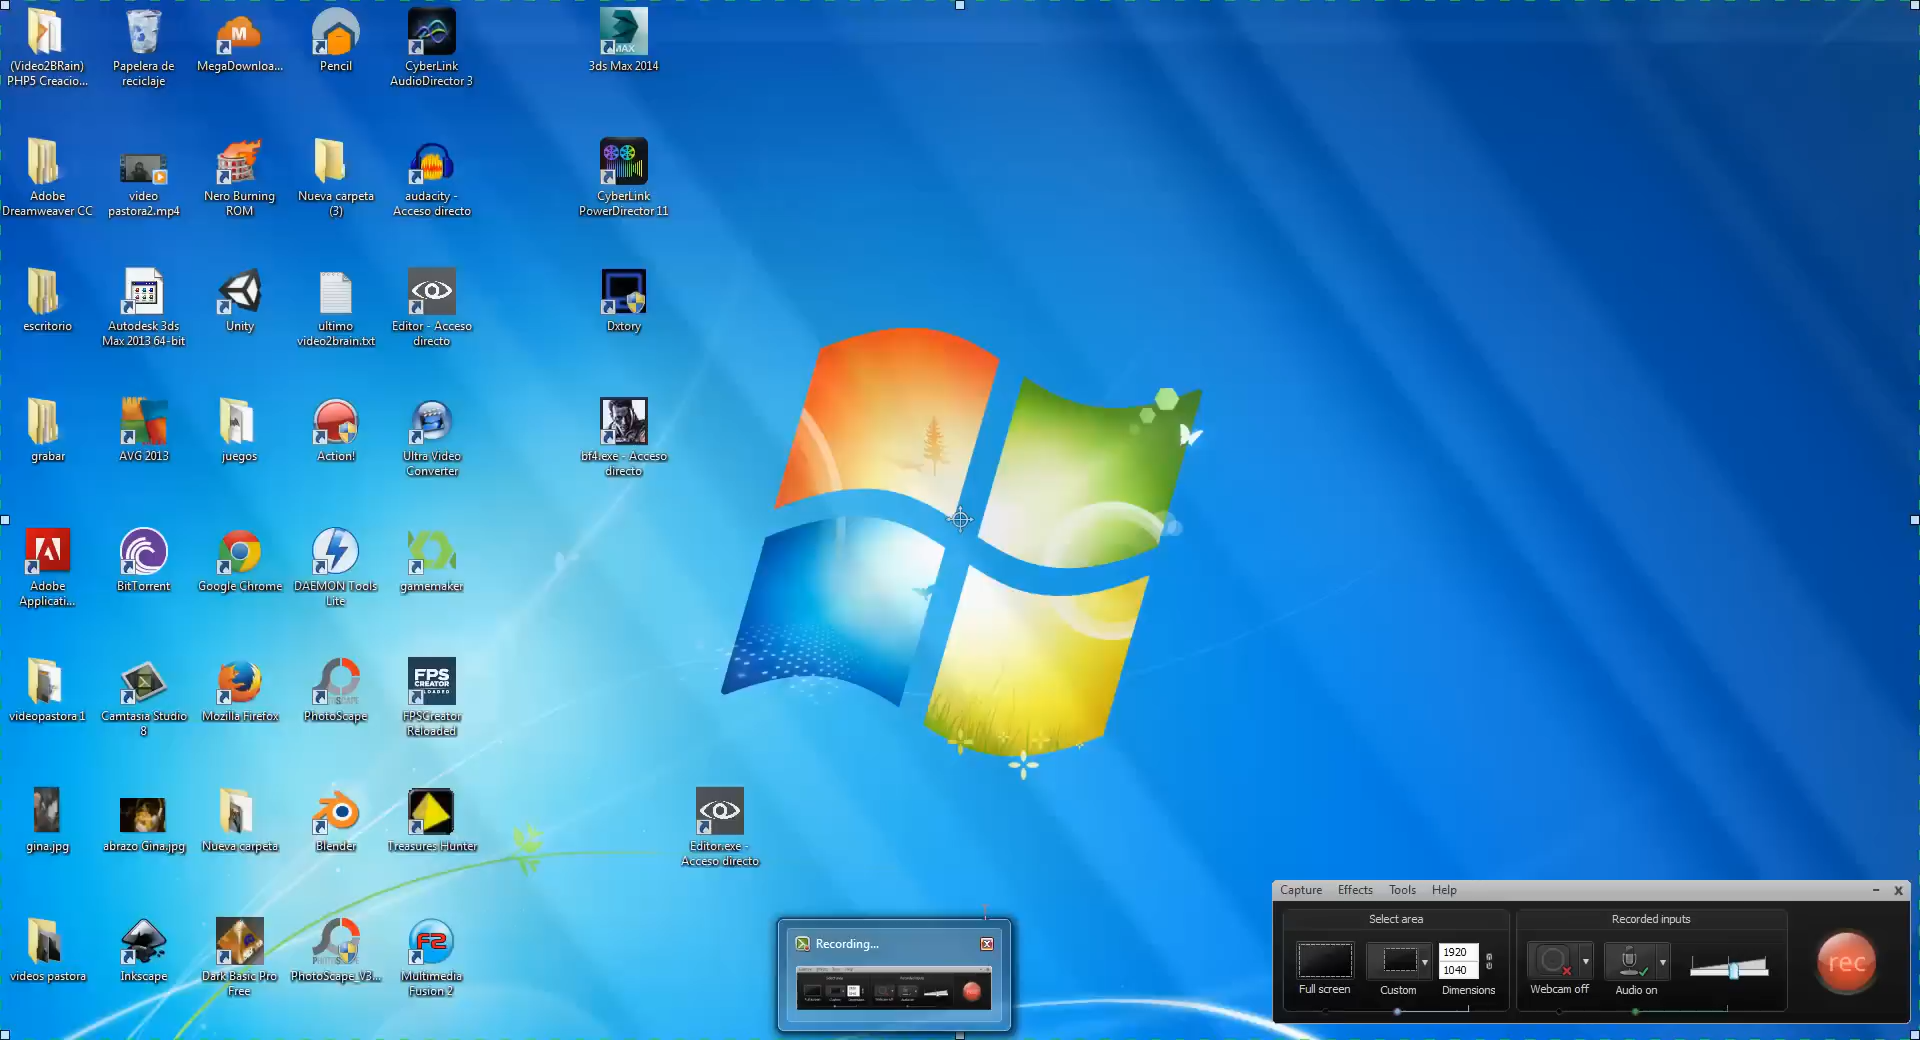 (Video2BRain)
PHP5 Creacio...
Papelera de
reciclaje
MegaDownloa...
Pencil
CyberLink
AudioDirector 3
MAX
3ds Max 2014
Adobe
Dreamweaver CC
video
pastora2.mp4
Nero Burning
ROM
Nueva carpeta
(3)
audacity -
Acceso directo
CyberLink
PowerDirector 11
escritorio
Autodesk 3ds
Max 2013 64-bit
Unity
ultimo
video2brain.txt
Editor - Acceso
directo
Dxtory
grabar
AVG 2013
juegos
Action!
Ultra Video
Converter
bf4.exe - Acceso
directo
Adobe
Applicati...
BitTorrent
Google Chrome
DAEMON Tools
Lite
gamemaker
videopastora 1
Camtasia Studio
8
Mozilla Firefox
PhotoScape
FPS
CREATOR
FPSCreator
Reloaded
gina.jpg
abrazo Gina.jpg
Nueva carpeta
Blender
Treasures Hunter
Editor.exe -
Acceso directo
videos pastora
Inkscape
Dark Basic Pro
Free
PhotoScape_V3...
F2
Multimedia
Fusion 2
Recording...
Capture Effects Tools Help
Select area
Recorded inputs
1920
1040
Full screen
Custom
Dimensions
Webcam off
Audio on
rec